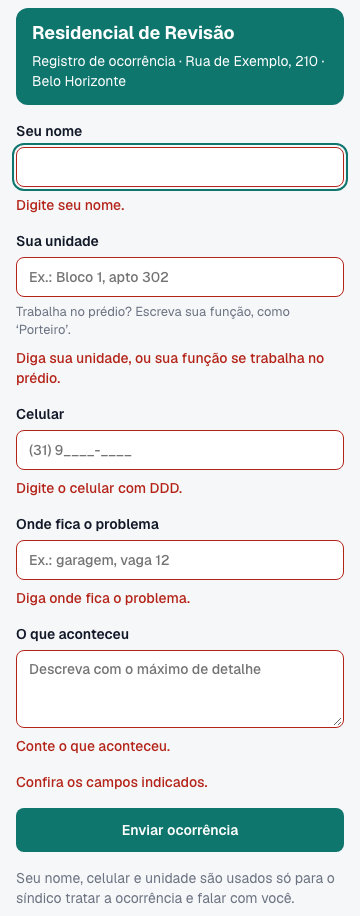 Residencial de Revisão
Registro de ocorrência · Rua de Exemplo, 210 ·
Belo Horizonte
Seu nome
Digite seu nome.
Sua unidade
Ex.: Bloco 1, apto 302
Trabalha no prédio? Escreva sua função, como
‘Porteiro’.
Diga sua unidade, ou sua função se trabalha no
prédio.
Celular
(31) 9____-____
Digite o celular com DDD.
Onde fica o problema
Ex.: garagem, vaga 12
Diga onde fica o problema.
O que aconteceu
Descreva com o máximo de detalhe
Conte o que aconteceu.
Confira os campos indicados.
Enviar ocorrência
Seu nome, celular e unidade são usados só para o
síndico tratar a ocorrência e falar com você.